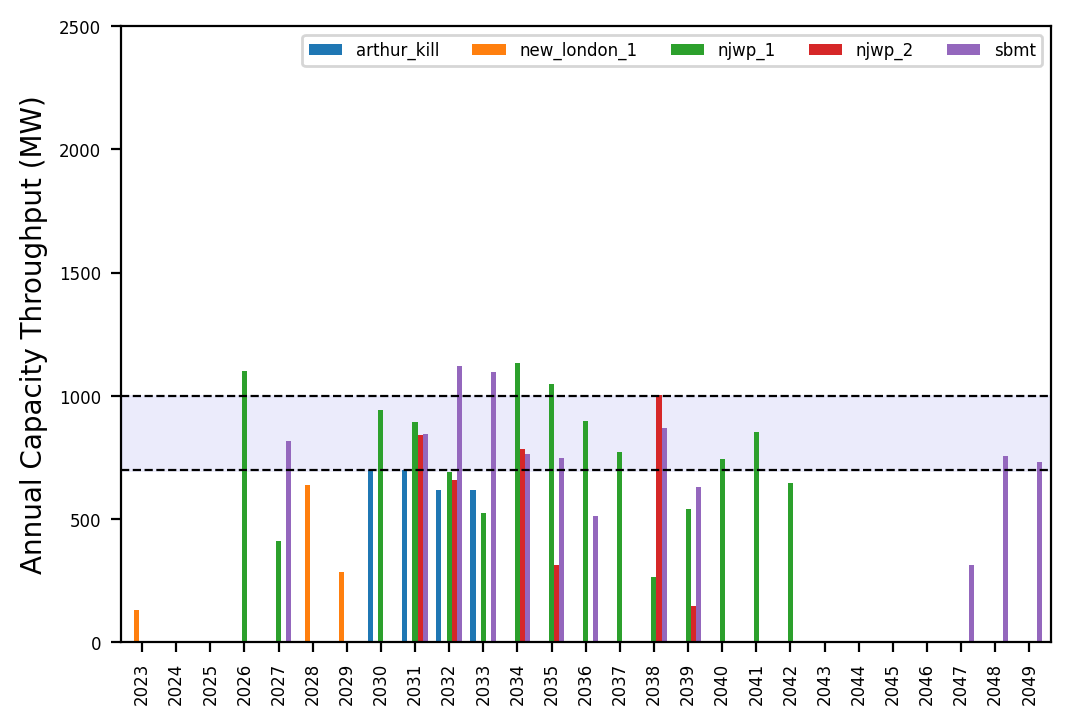 arthur_kill new_london_1 njwp_1 njwp_2 sbmt
Annual Capacity Throughput (MW)
2500
2000
1500
1000
500
0
2023 2024 2025 2026 2027 2028 2029 2030 2031 2032 2033 2034 2035 2036 2037 2038 2039 2040 2041 2042 2043 2044 2045 2046 2047 2048 2049